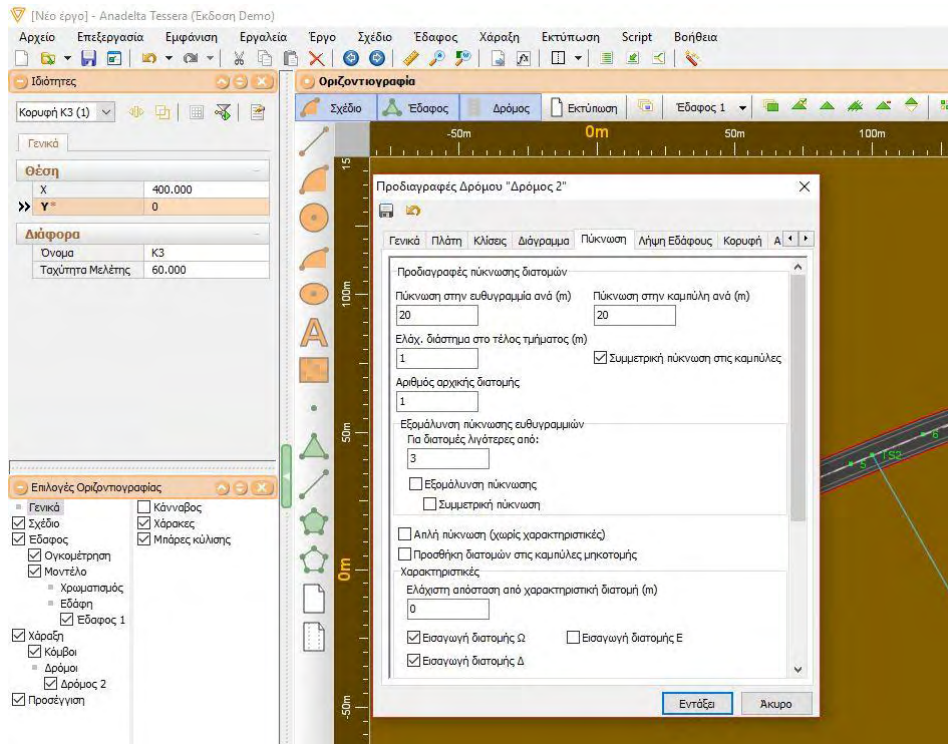 [Νέο έργο] - Anadelta Tessera (Έκδοση Demo)
Αρχείο Επεξεργασία Εμφάνιση Εργαλεία Έργο Σχέδιο Έδαφος Χάραξη Εκτύπωση Script Βοήθεια
Ιδιότητες
Κορυφή K3 (1)
Γενικά
Θέση
X 400.000
Y 0
Διάφορα
Όνομα K3
Ταχύτητα Μελέτης 60.000
Επιλογές Οριζοντιογραφίας
Γενικά
Σχέδιο
Έδαφος
Ογκομέτρηση
Μοντέλο
Χρωματισμός
Εδάφη
Έδαφος 1
Χάραξη
Κόμβοι
Δρόμοι
Δρόμος 2
Προσέγγιση
Κάνναβος
Χάρακες
Μπάρες κύλισης
Οριζοντιογραφία
Σχέδιο Έδαφος Δρόμος Εκτύπωση Έδαφος 1
-50m 0m 50m 100m
15
100m
50m
0m
-50m
A
Προδιαγραφές Δρόμου "Δρόμος 2"
Γενικά Πλάτη Κλίσεις Διάγραμμα Πύκνωση Λήψη Εδάφους Κορυφή Α
Προδιαγραφές πύκνωσης διατομών
Πύκνωση στην ευθυγραμμία ανά (m) Πύκνωση στην καμπύλη ανά (m)
20 20
Ελάχ. διάστημα στο τέλος τμήματος (m)
1 Συμμετρική πύκνωση στις καμπύλες
Αριθμός αρχικής διατομής
1
Εξομάλυνση πύκνωσης ευθυγραμμιών
Για διατομές λιγότερες από:
3
Εξομάλυνση πύκνωσης
Συμμετρική πύκνωση
Απλή πύκνωση (χωρίς χαρακτηριστικές)
Προσθήκη διατομών στις καμπύλες μηκοτομής
Χαρακτηριστικές
Ελάχιστη απόσταση από χαρακτηριστική διατομή (m)
0
Εισαγωγή διατομής Ω Εισαγωγή διατομής Ε
Εισαγωγή διατομής Δ
Εντάξει Άκυρο
5 TS2 6